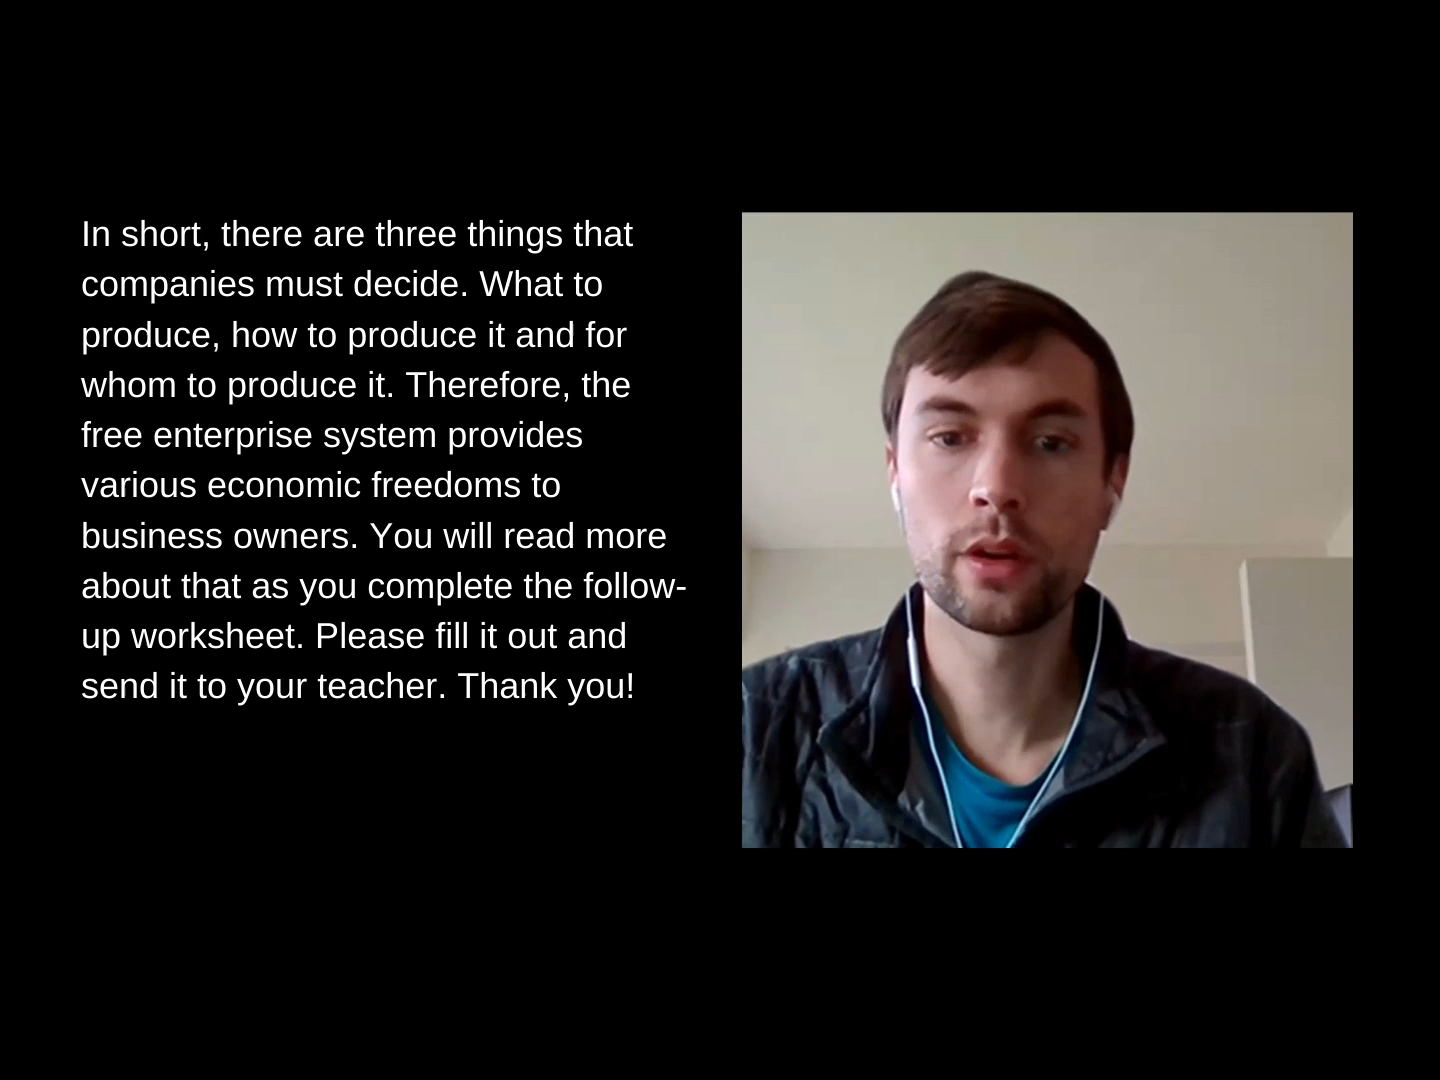 In short, there are three things that
companies must decide. What to
produce, how to produce it and for
whom to produce it. Therefore, the
free enterprise system provides
various economic freedoms to
business owners. You will read more
about that as you complete the follow-
up worksheet. Please fill it out and
send it to your teacher. Thank you!